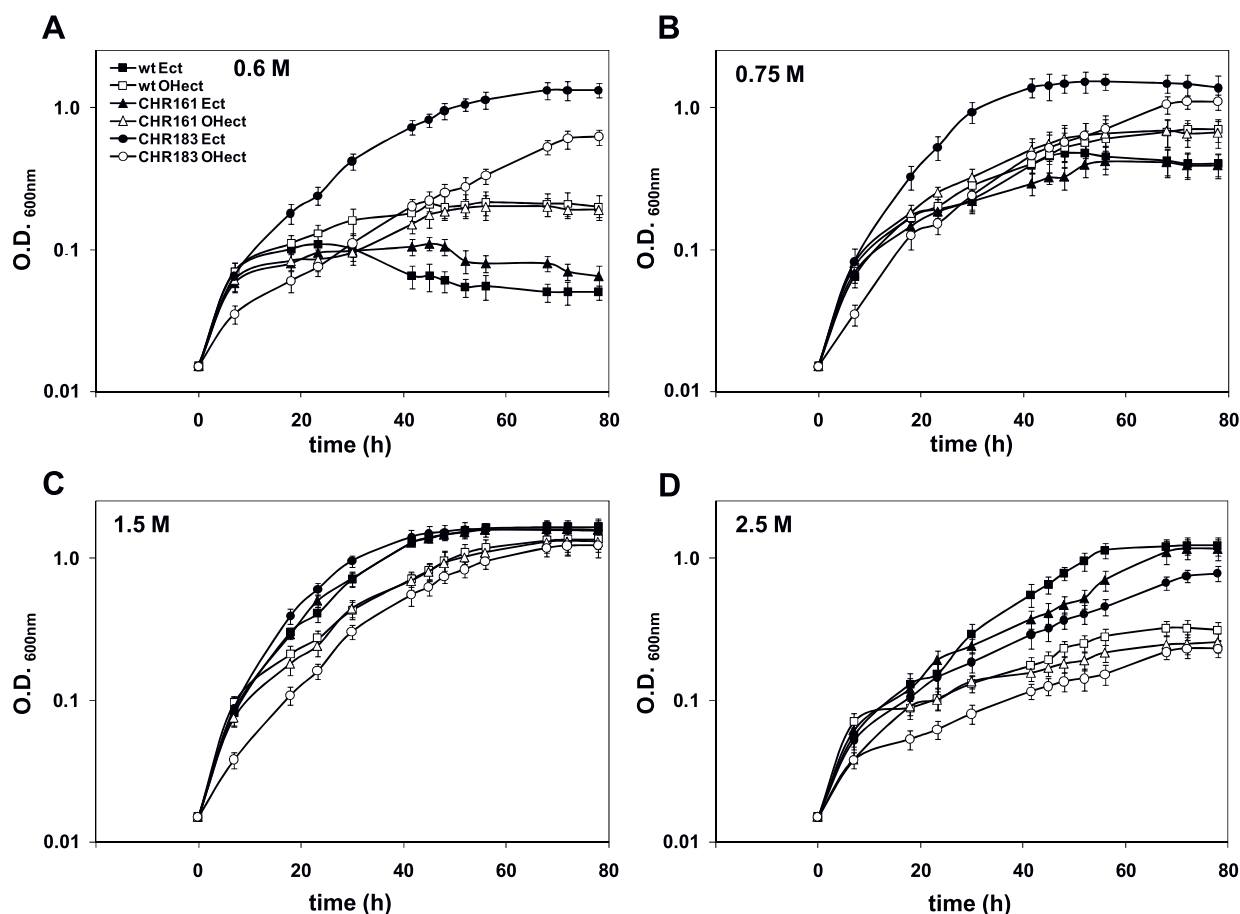 A
0.6 M
wt Ect
wt OHect
CHR161 Ect
CHR161 OHect
CHR183 Ect
CHR183 OHect
1.0
0.1
0.01
O.D. 600nm
0 20 40 60 80
time (h)
B
0.75 M
1.0
0.1
0.01
O.D. 600nm
0 20 40 60 80
time (h)
C
1.5 M
1.0
0.1
0.01
O.D. 600nm
0 20 40 60 80
time (h)
D
2.5 M
1.0
0.1
0.01
O.D. 600nm
0 20 40 60 80
time (h)